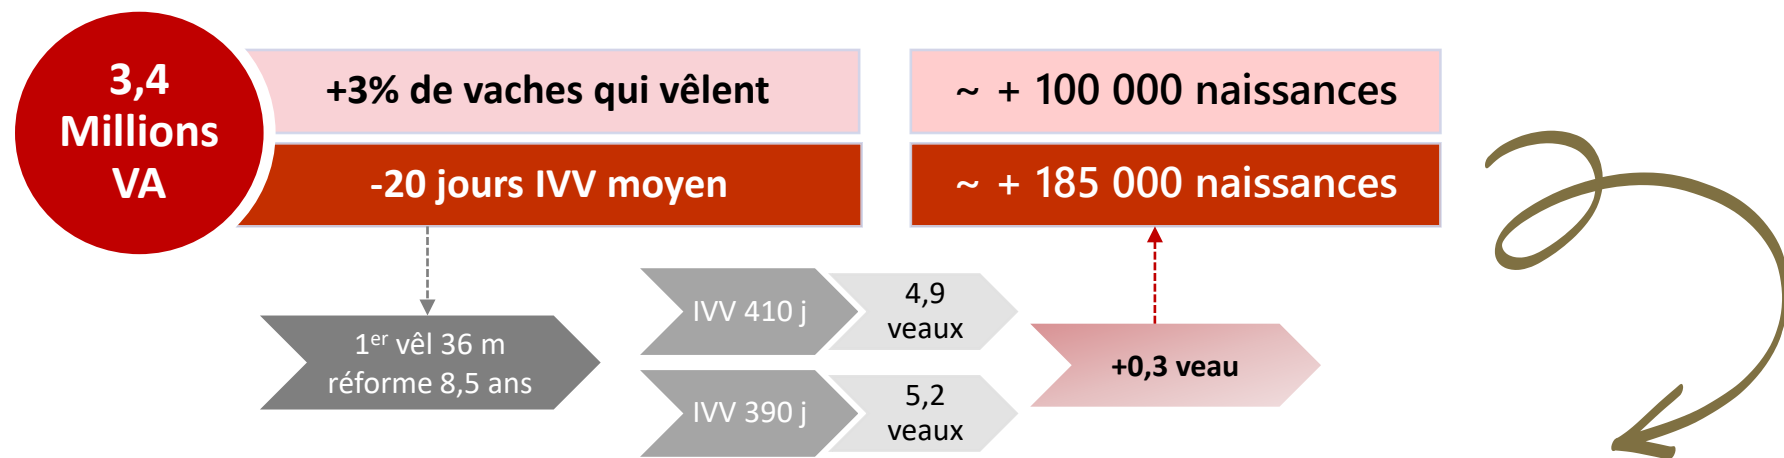 3,4
Millions
VA
+3% de vaches qui vêlent
~ + 100 000 naissances
-20 jours IVV moyen
~ + 185 000 naissances
1er vêl 36 m
réforme 8,5 ans
IVV 410 j
4,9
veaux
IVV 390 j
5,2
veaux
+0,3 veau